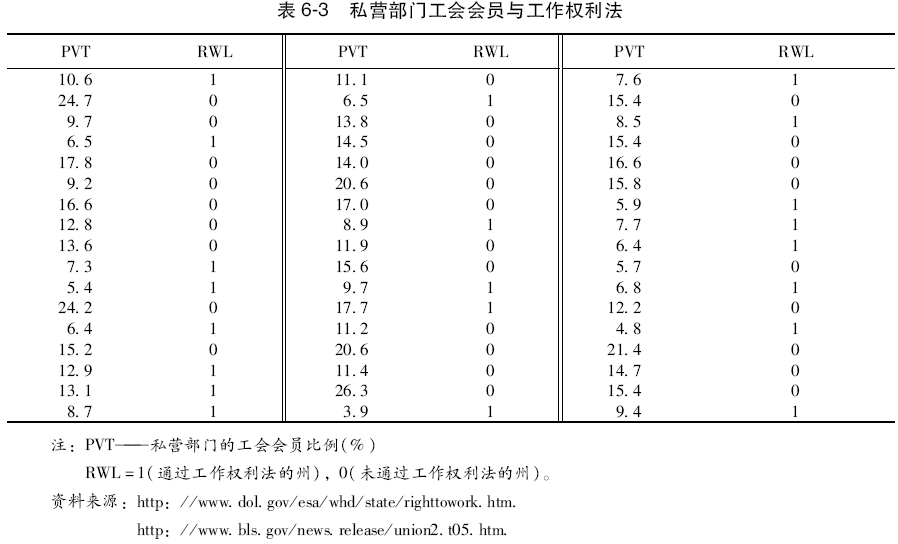 表 6-3 私营部门工会会员与工作权利法
PVT RWL PVT RWL PVT RWL
10.6 1 11.1 0 7.6 1
24.7 0 6.5 1 15.4 0
9.7 0 13.8 0 8.5 1
6.5 1 14.5 0 15.4 0
17.8 0 14.0 0 16.6 0
9.2 0 20.6 0 15.8 0
16.6 0 17.0 0 5.9 1
12.8 0 8.9 1 7.7 1
13.6 0 11.9 0 6.4 1
7.3 1 15.6 0 5.7 0
5.4 1 9.7 1 6.8 1
24.2 0 17.7 1 12.2 0
6.4 1 11.2 0 4.8 1
15.2 0 20.6 0 21.4 0
12.9 1 11.4 0 14.7 0
13.1 1 26.3 0 15.4 0
8.7 1 3.9 1 9.4 1
注：PVT——私营部门的工会会员比例(%)
RWL=1(通过工作权利法的州)，0(未通过工作权利法的州)。
资料来源：http: //www. dol. gov/esa/whd/state/righttowork. htm.
http: //www. bls. gov/news. release/union2. t05. htm.